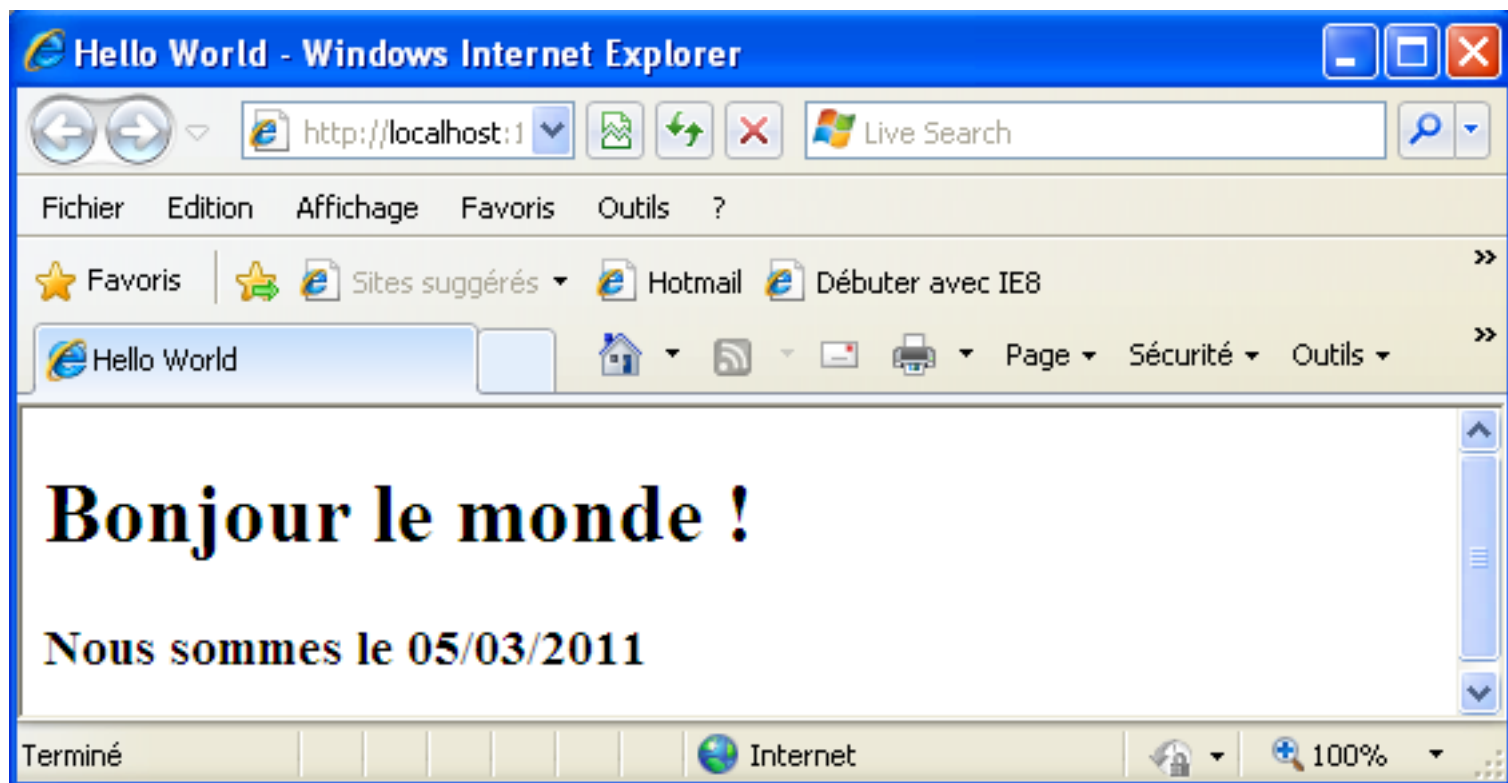 Hello World - Windows Internet Explorer
http://localhost:1
Live Search
Fichier Edition Affichage Favoris Outils ?
Favoris Sites suggérés Hotmail Débuter avec IE8 »
Hello World Page Sécurité Outils »
Bonjour le monde !
Nous sommes le 05/03/2011
Terminé Internet 100%